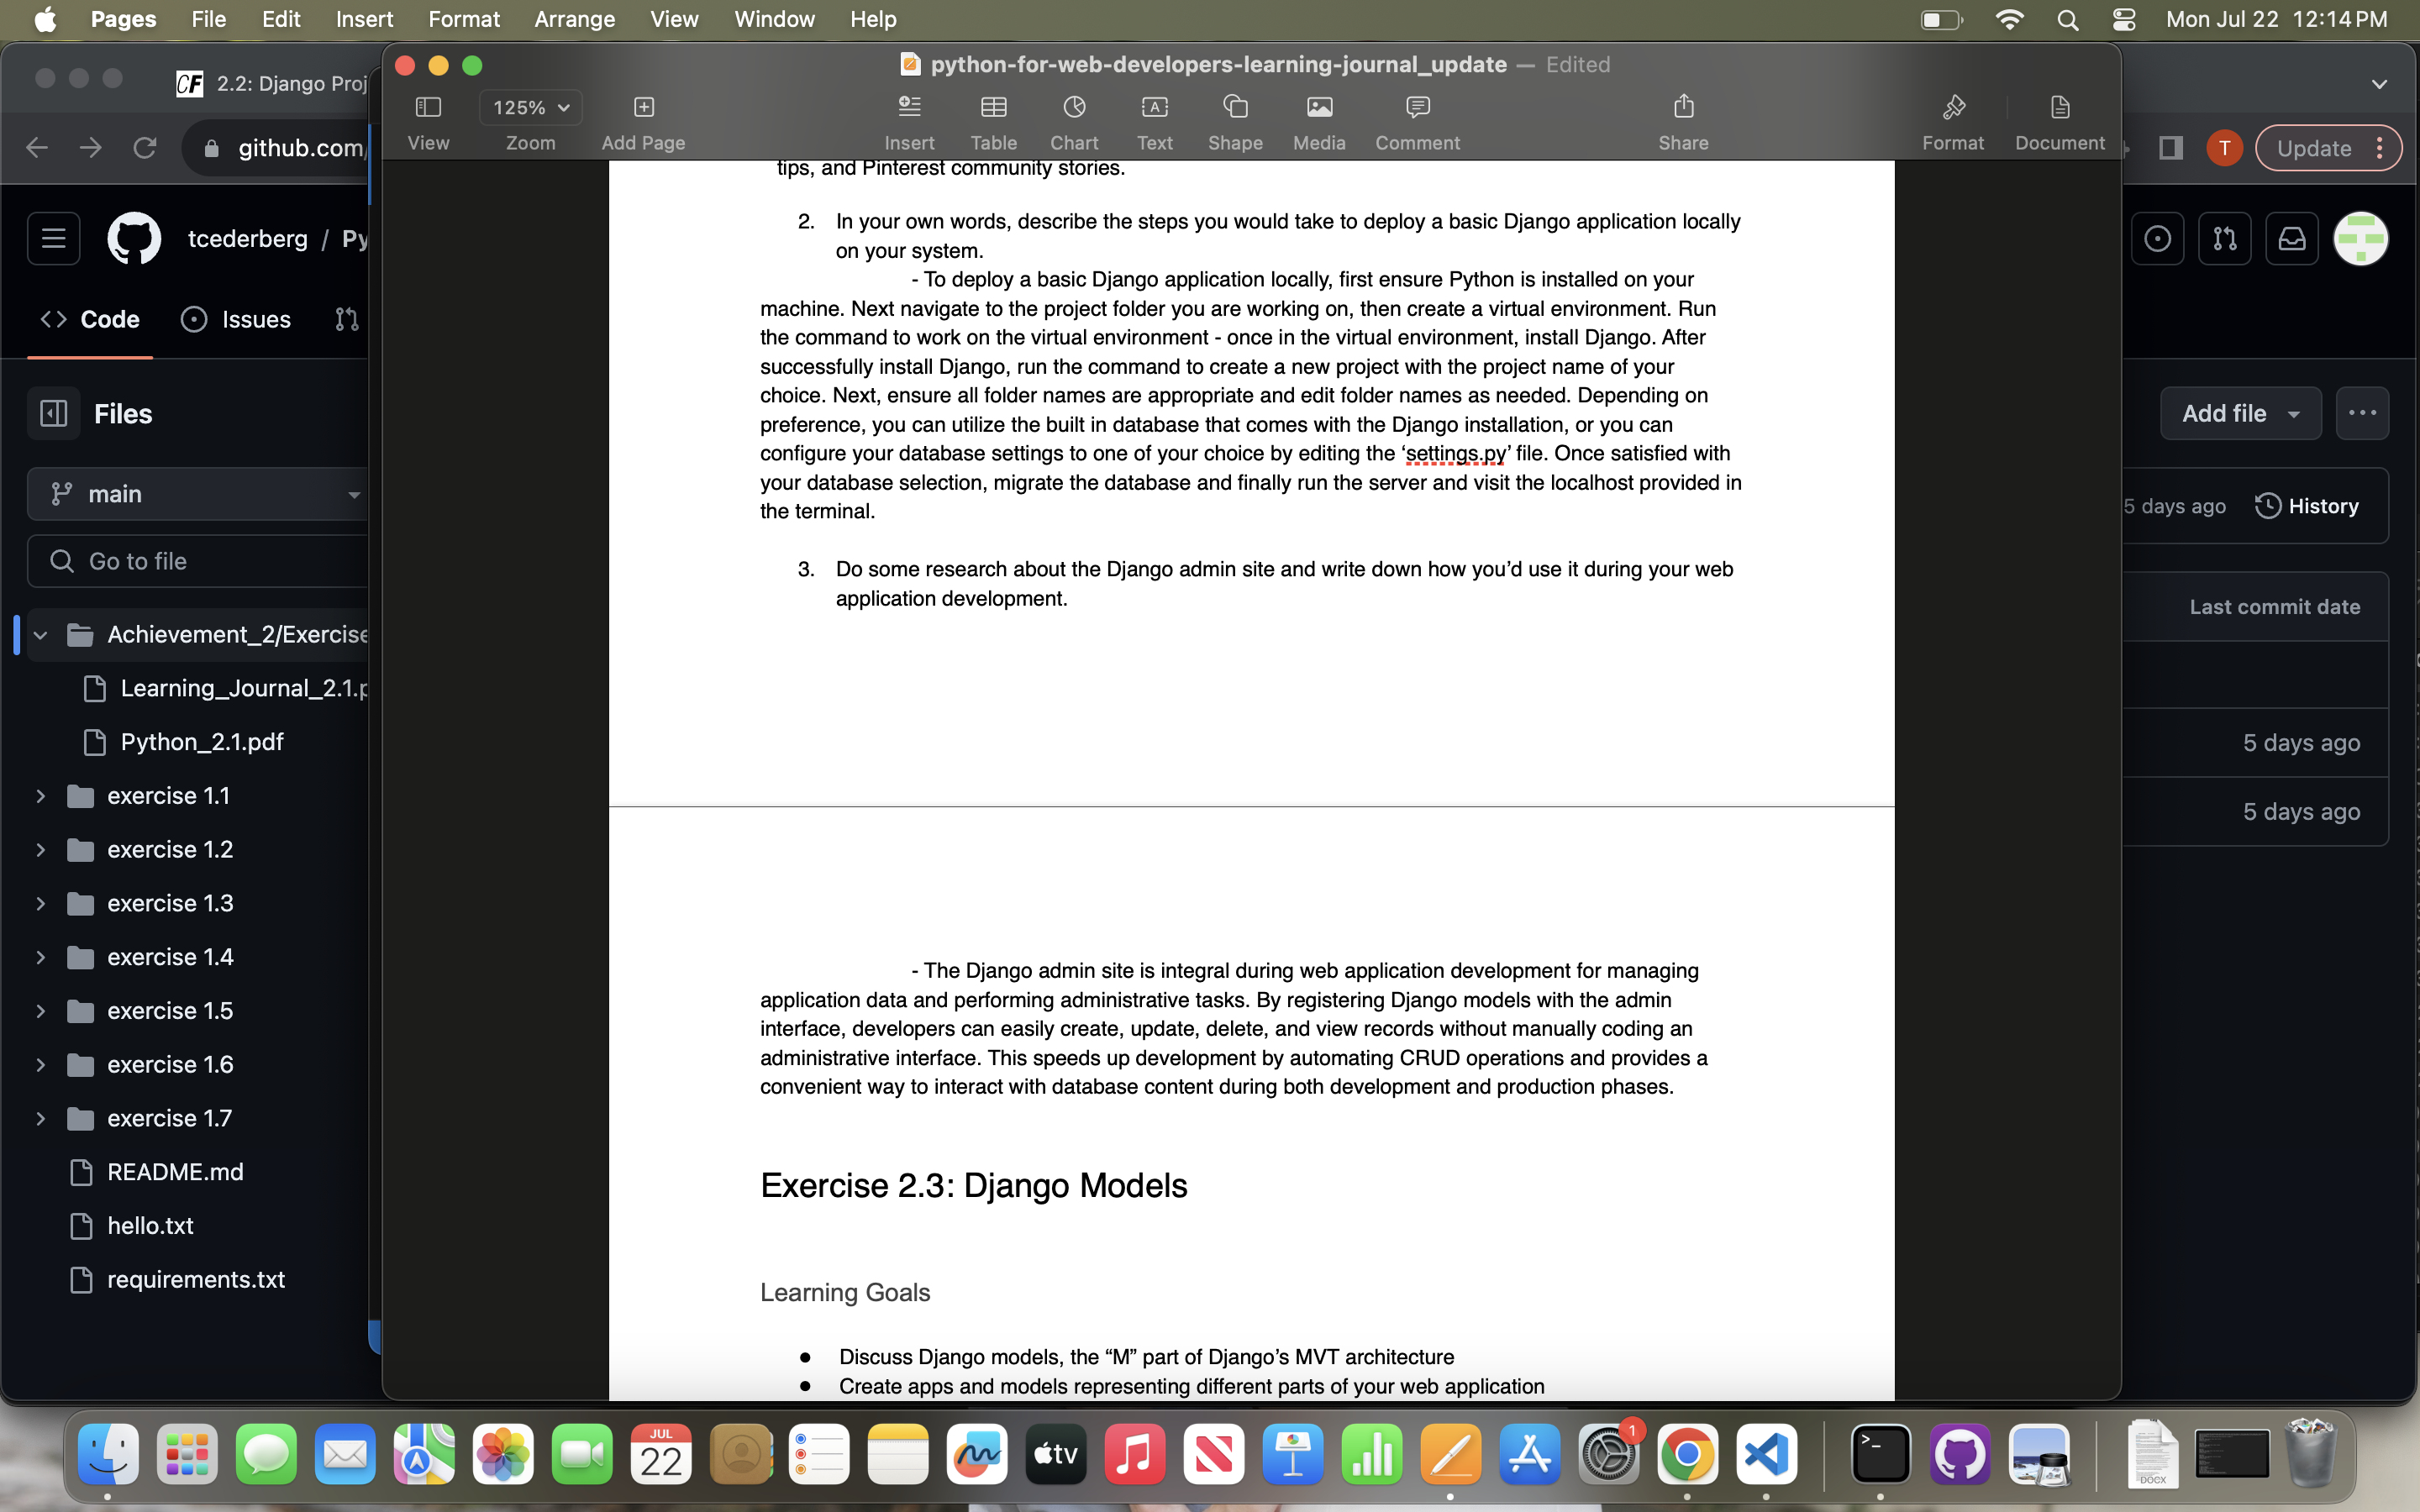 Pages File Edit Insert Format Arrange View Window Help
Mon Jul 22 12:14 PM
python-for-web-developers-learning-journal_update — Edited
CF 2.2: Django Proj
125%
View Zoom Add Page Insert Table Chart Text Shape Media Comment Share Format Document
github.com/
T Update
tcederberg / Py
Code Issues
Files
main
Go to file
Achievement_2/Exercise
Learning_Journal_2.1.p
Python_2.1.pdf
exercise 1.1
exercise 1.2
exercise 1.3
exercise 1.4
exercise 1.5
exercise 1.6
exercise 1.7
README.md
hello.txt
requirements.txt
tips, and Pinterest community stories.
2. In your own words, describe the steps you would take to deploy a basic Django application locally
on your system.
- To deploy a basic Django application locally, first ensure Python is installed on your
machine. Next navigate to the project folder you are working on, then create a virtual environment. Run
the command to work on the virtual environment - once in the virtual environment, install Django. After
successfully install Django, run the command to create a new project with the project name of your
choice. Next, ensure all folder names are appropriate and edit folder names as needed. Depending on
preference, you can utilize the built in database that comes with the Django installation, or you can
configure your database settings to one of your choice by editing the ‘settings.py’ file. Once satisfied with
your database selection, migrate the database and finally run the server and visit the localhost provided in
the terminal.
3. Do some research about the Django admin site and write down how you’d use it during your web
application development.
- The Django admin site is integral during web application development for managing
application data and performing administrative tasks. By registering Django models with the admin
interface, developers can easily create, update, delete, and view records without manually coding an
administrative interface. This speeds up development by automating CRUD operations and provides a
convenient way to interact with database content during both development and production phases.
Exercise 2.3: Django Models
Learning Goals
● Discuss Django models, the “M” part of Django’s MVT architecture
● Create apps and models representing different parts of your web application
Add file
5 days ago History
Last commit date
5 days ago
5 days ago
JUL
22
tv
1
>_
DOCX